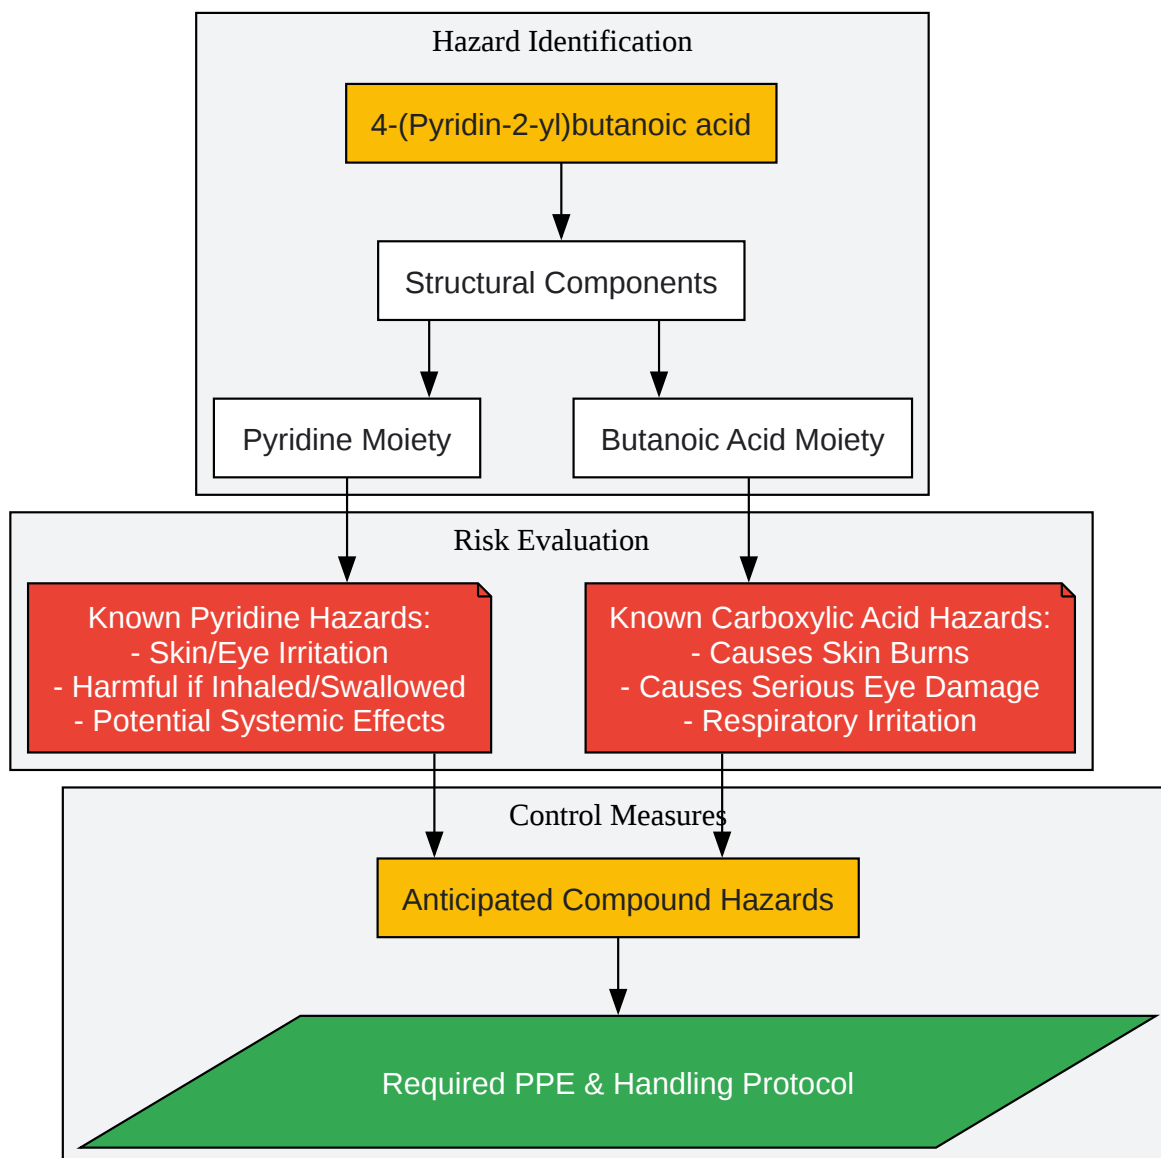 Hazard Identification
4-(Pyridin-2-yl)butanoic acid
Structural Components
Pyridine Moiety
Butanoic Acid Moiety
Risk Evaluation
Known Pyridine Hazards:
- Skin/Eye Irritation
- Harmful if Inhaled/Swallowed
- Potential Systemic Effects
Known Carboxylic Acid Hazards:
- Causes Skin Burns
- Causes Serious Eye Damage
- Respiratory Irritation
Control Measures
Anticipated Compound Hazards
Required PPE & Handling Protocol